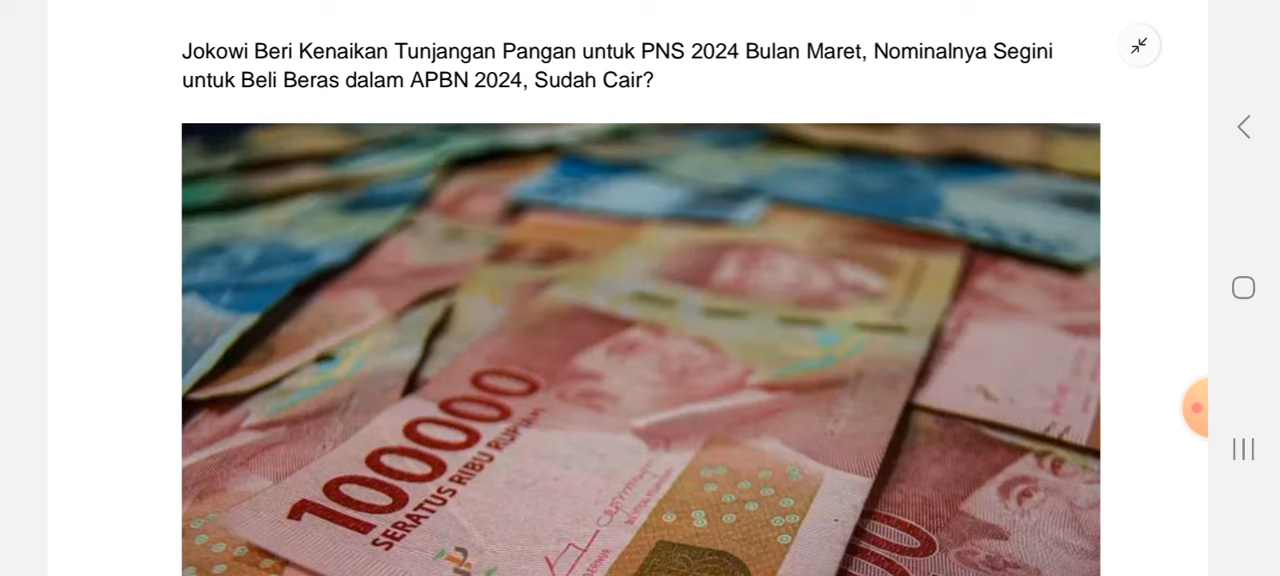 Jokowi Beri Kenaikan Tunjangan Pangan untuk PNS 2024 Bulan Maret, Nominalnya Segini
untuk Beli Beras dalam APBN 2024, Sudah Cair?
100000
SERATUS RIBU RUPIAH